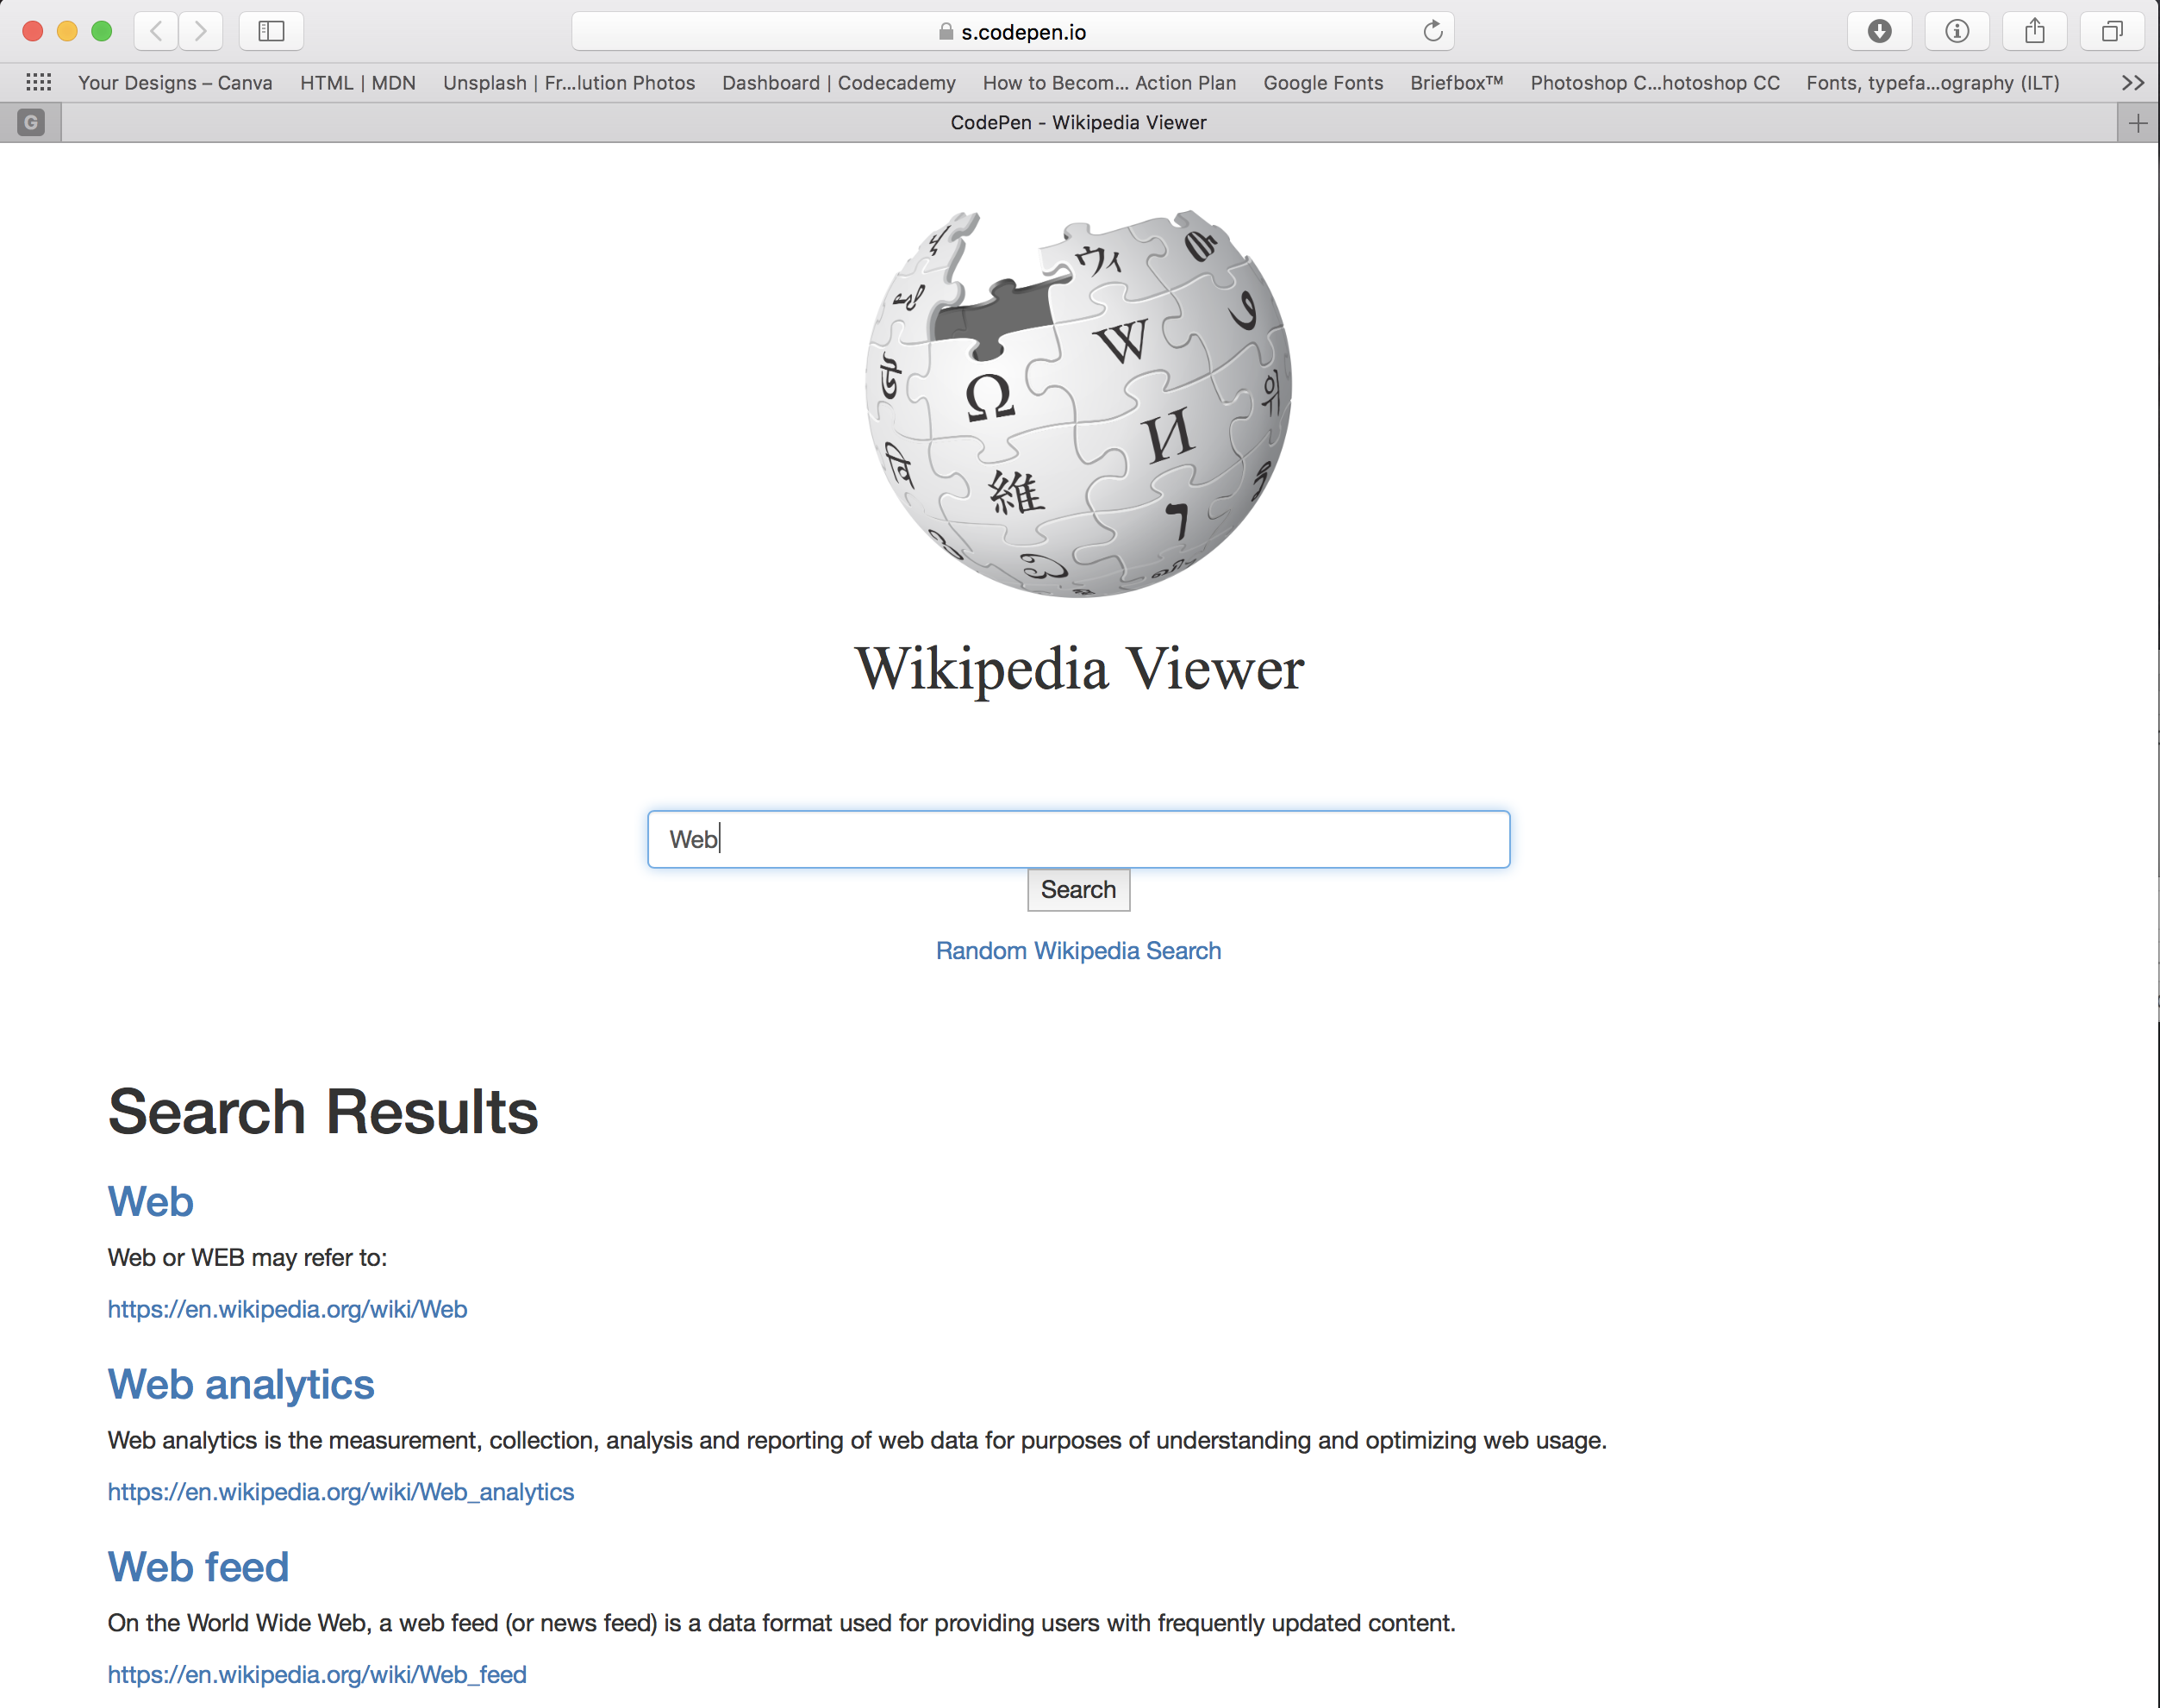 s.codepen.io
Your Designs – Canva HTML | MDN Unsplash | Fr...lution Photos Dashboard | Codecademy How to Becom... Action Plan Google Fonts Briefbox™ Photoshop C...hotoshop CC Fonts, typefa...ography (ILT)
G CodePen - Wikipedia Viewer
ウィ
W
Ω
И
위
維
ו
Wikipedia Viewer
Web
Search
Random Wikipedia Search
Search Results
Web
Web or WEB may refer to:
https://en.wikipedia.org/wiki/Web
Web analytics
Web analytics is the measurement, collection, analysis and reporting of web data for purposes of understanding and optimizing web usage.
https://en.wikipedia.org/wiki/Web_analytics
Web feed
On the World Wide Web, a web feed (or news feed) is a data format used for providing users with frequently updated content.
https://en.wikipedia.org/wiki/Web_feed